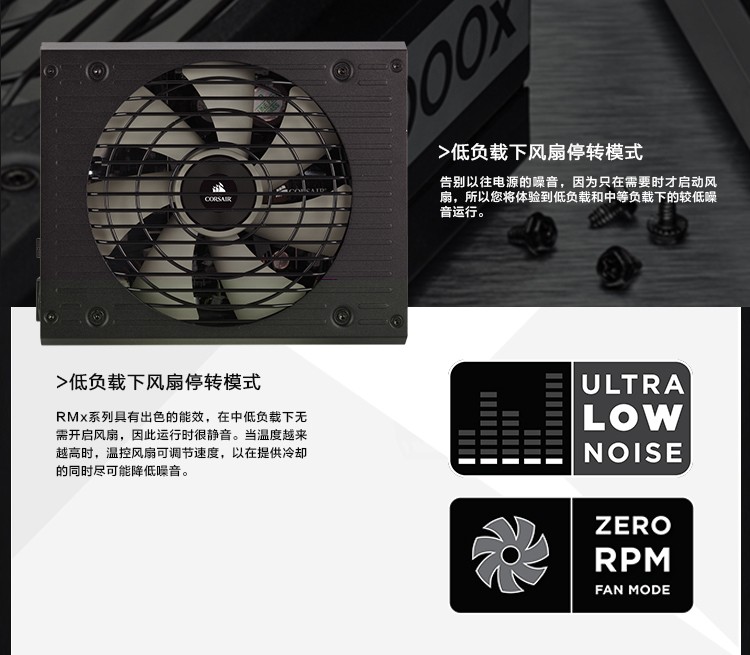 000X
>低负载下风扇停转模式
告别以往电源的噪音，因为只在需要时才启动风
扇，所以您将体验到低负载和中等负载下的较低噪
音运行。
CORSAIR
CORSAIR
>低负载下风扇停转模式
RMx系列具有出色的能效，在中低负载下无
需开启风扇，因此运行时很静音。当温度越来
越高时，温控风扇可调节速度，以在提供冷却
的同时尽可能降低噪音。
ULTRA
LOW
NOISE
ZERO
RPM
FAN MODE